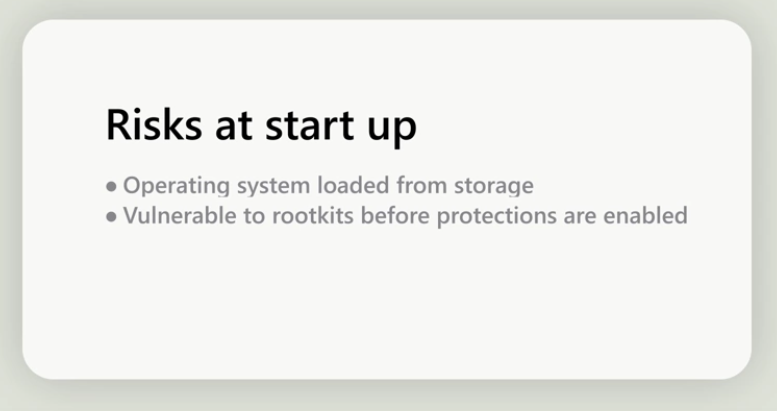 Risks at start up
● Operating system loaded from storage
● Vulnerable to rootkits before protections are enabled